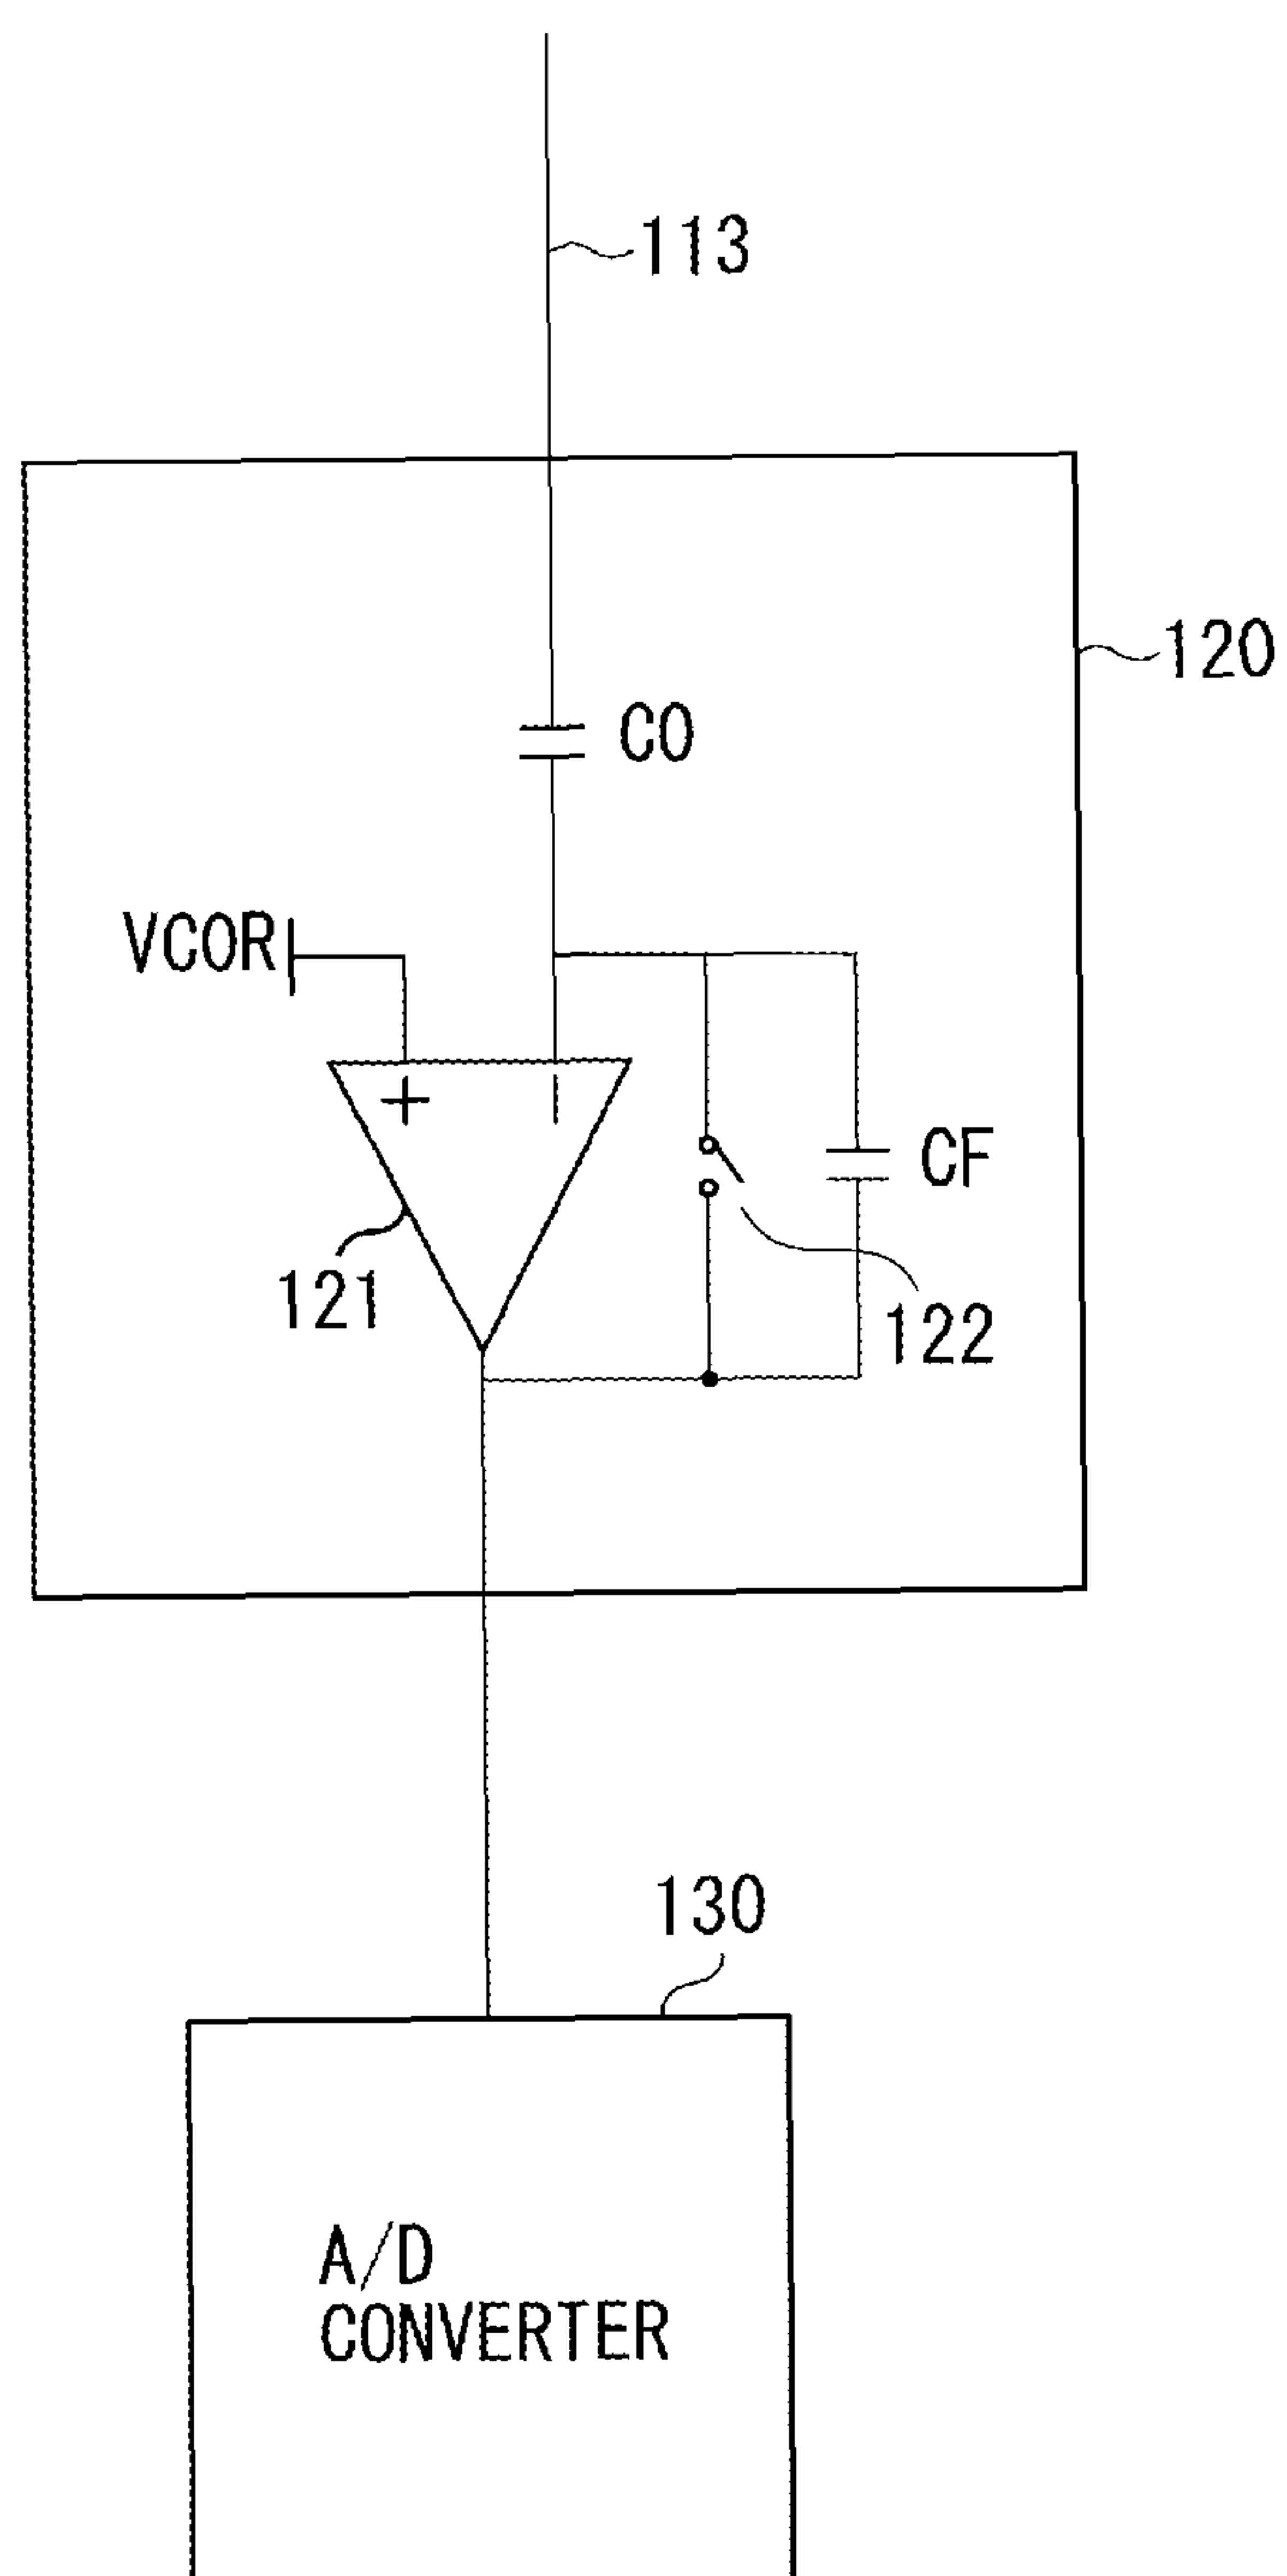 113
120
C0
VCOR
+
−
CF
121
122
130
A/D
CONVERTER